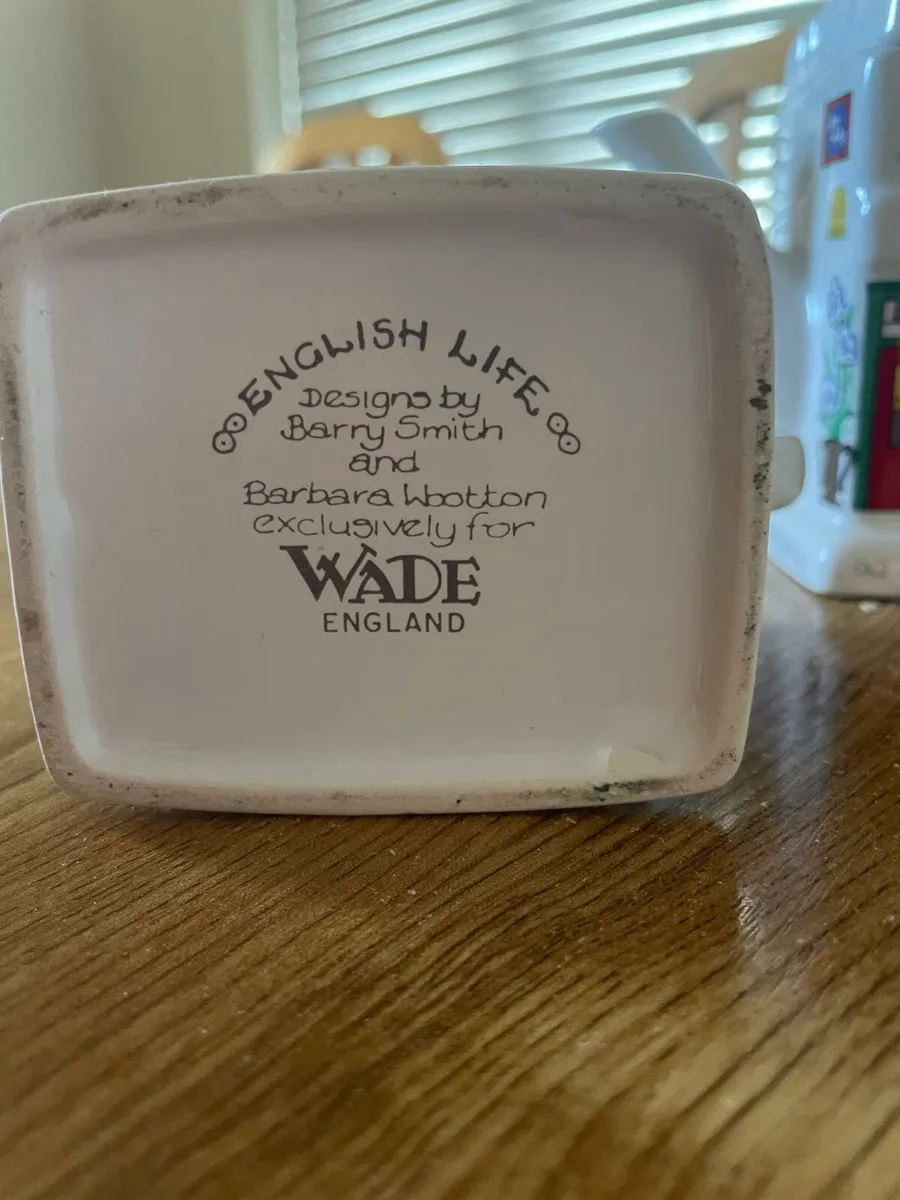 ENGLISH LIFE
Designs by
Barry Smith
and
Barbara Wootton
exclusively for
WADE
ENGLAND